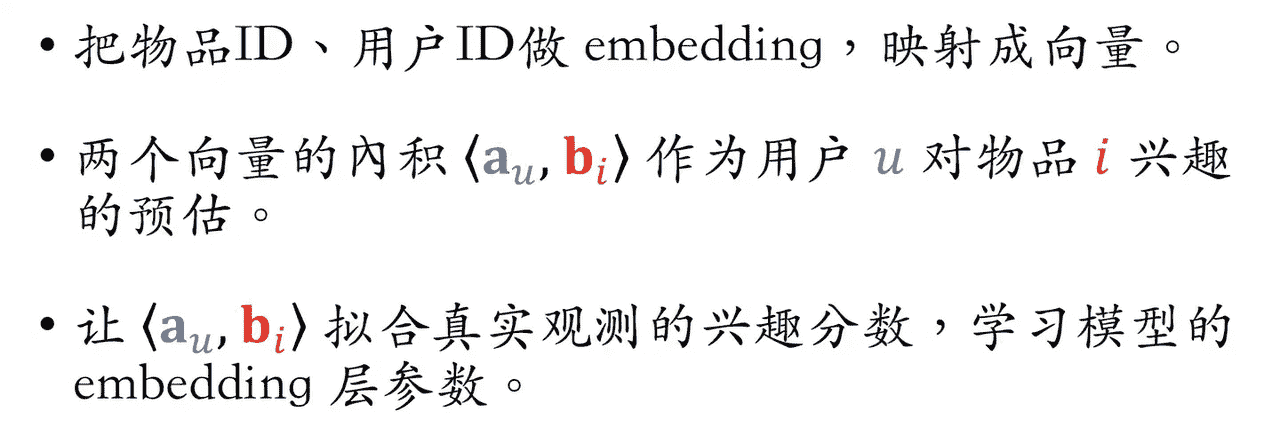 • 把物品ID、用户ID做 embedding，映射成向量。
• 两个向量的內积 ⟨a_u, b_i⟩ 作为用户 u 对物品 i 兴趣
的预估。
• 让 ⟨a_u, b_i⟩ 拟合真实观测的兴趣分数，学习模型的
embedding 层参数。